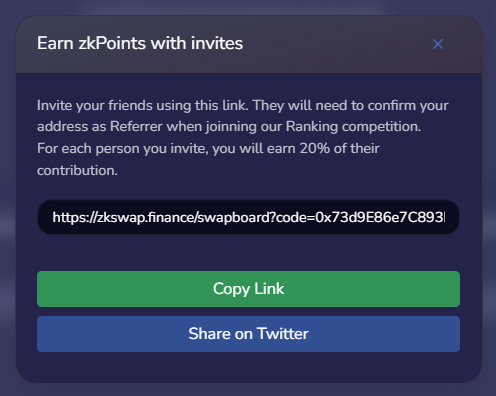 Earn zkPoints with invites
Invite your friends using this link. They will need to confirm your
address as Referrer when joinning our Ranking competition.
For each person you invite, you will earn 20% of their
contribution.
https://zkswap.finance/swapboard?code=0x73d9E86e7C893
Copy Link
Share on Twitter